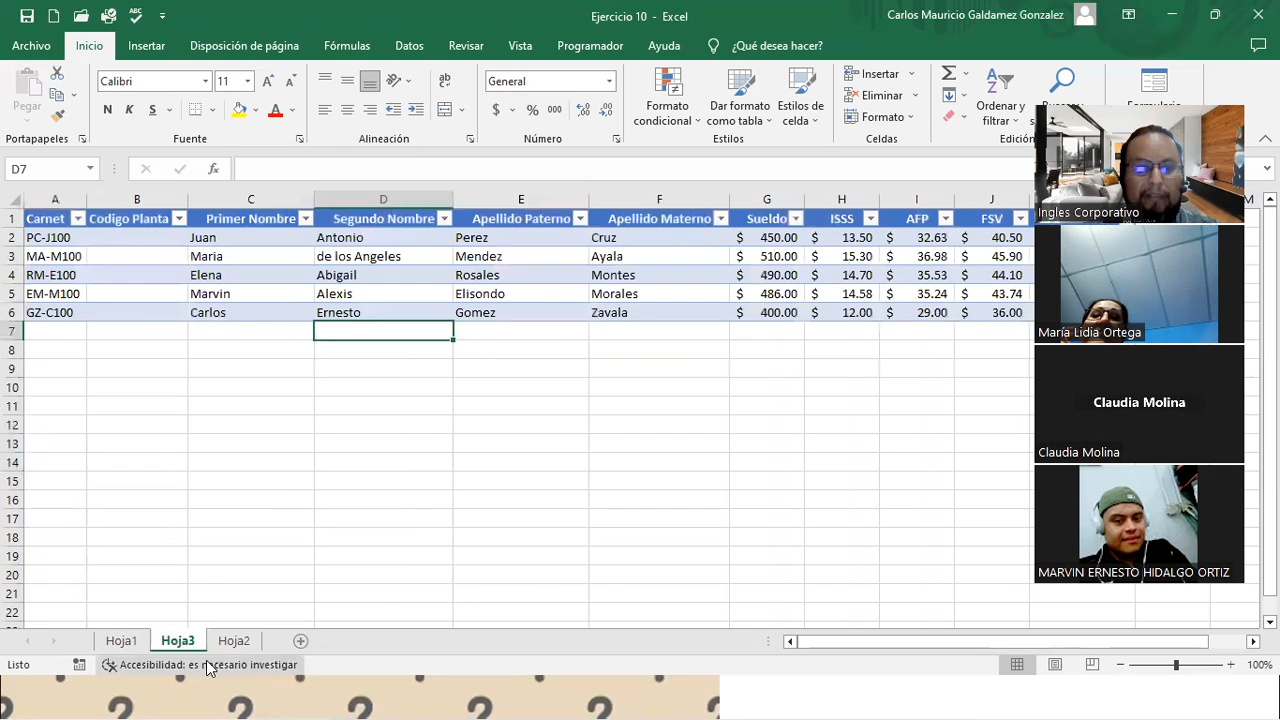 Ejercicio 10 - Excel
Carlos Mauricio Galdamez Gonzalez
Archivo Inicio Insertar Disposición de página Fórmulas Datos Revisar Vista Programador Ayuda ¿Qué desea hacer?
Pegar
Calibri 11
N K S
General
$ % 000
Formato condicional
Dar formato como tabla
Estilos de celda
Insertar
Eliminar
Formato
Ordenar y filtrar
Portapapeles Fuente Alineación Número Estilos Celdas
D7 fx
A B C D E F G H I J M
1 Carnet Codigo Planta Primer Nombre Segundo Nombre Apellido Paterno Apellido Materno Sueldo ISSS AFP FSV
2 PC-J100 Juan Antonio Perez Cruz $ 450.00 $ 13.50 $ 32.63 $ 40.50
3 MA-M100 Maria de los Angeles Mendez Ayala $ 510.00 $ 15.30 $ 36.98 $ 45.90
4 RM-E100 Elena Abigail Rosales Montes $ 490.00 $ 14.70 $ 35.53 $ 44.10
5 EM-M100 Marvin Alexis Elisondo Morales $ 486.00 $ 14.58 $ 35.24 $ 43.74
6 GZ-C100 Carlos Ernesto Gomez Zavala $ 400.00 $ 12.00 $ 29.00 $ 36.00
7
8
9
10
11
12
13
14
15
16
17
18
19
20
21
22
Ingles Corporativo
María Lidia Ortega
Claudia Molina
Claudia Molina
MARVIN ERNESTO HIDALGO ORTIZ
Hoja1 Hoja3 Hoja2
Listo Accesibilidad: es necesario investigar 100%
? ? ? ? ? ?